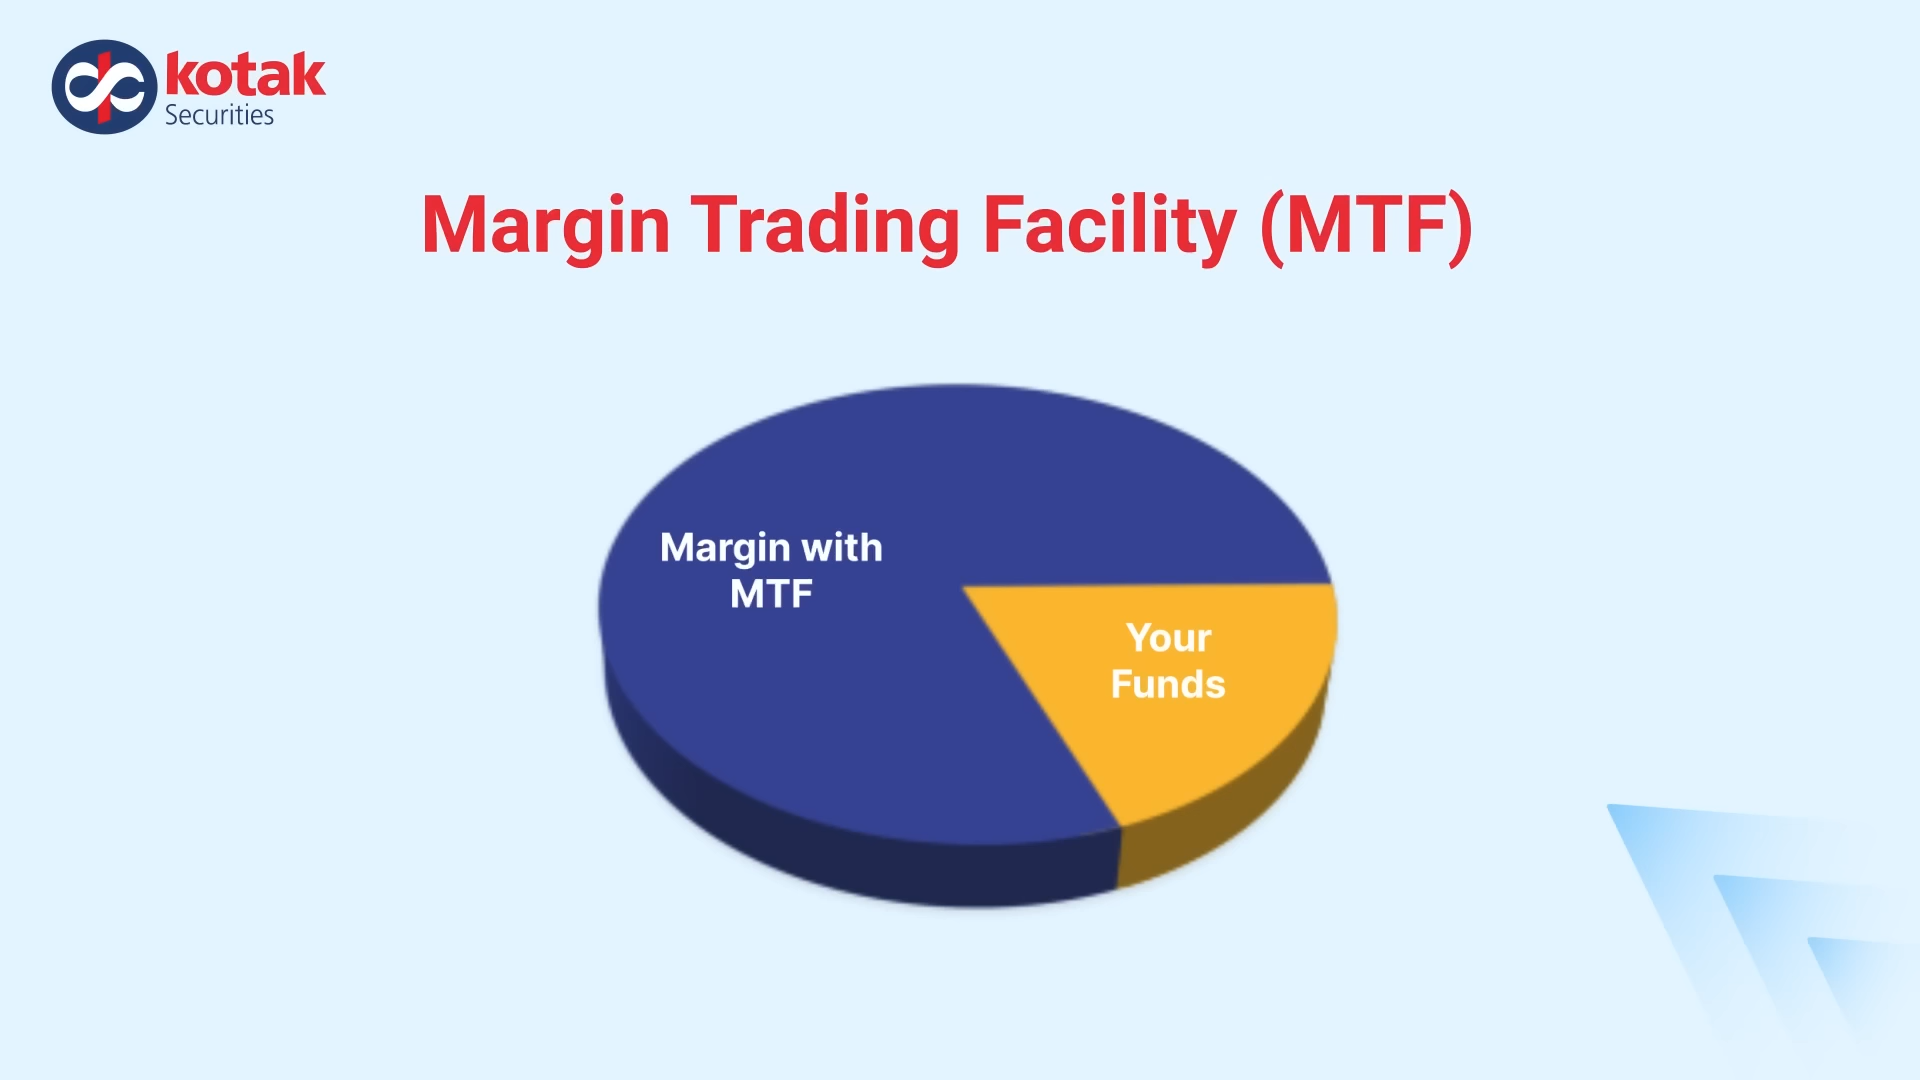 kotak
Securities
Margin Trading Facility (MTF)
Margin with
MTF
Your
Funds